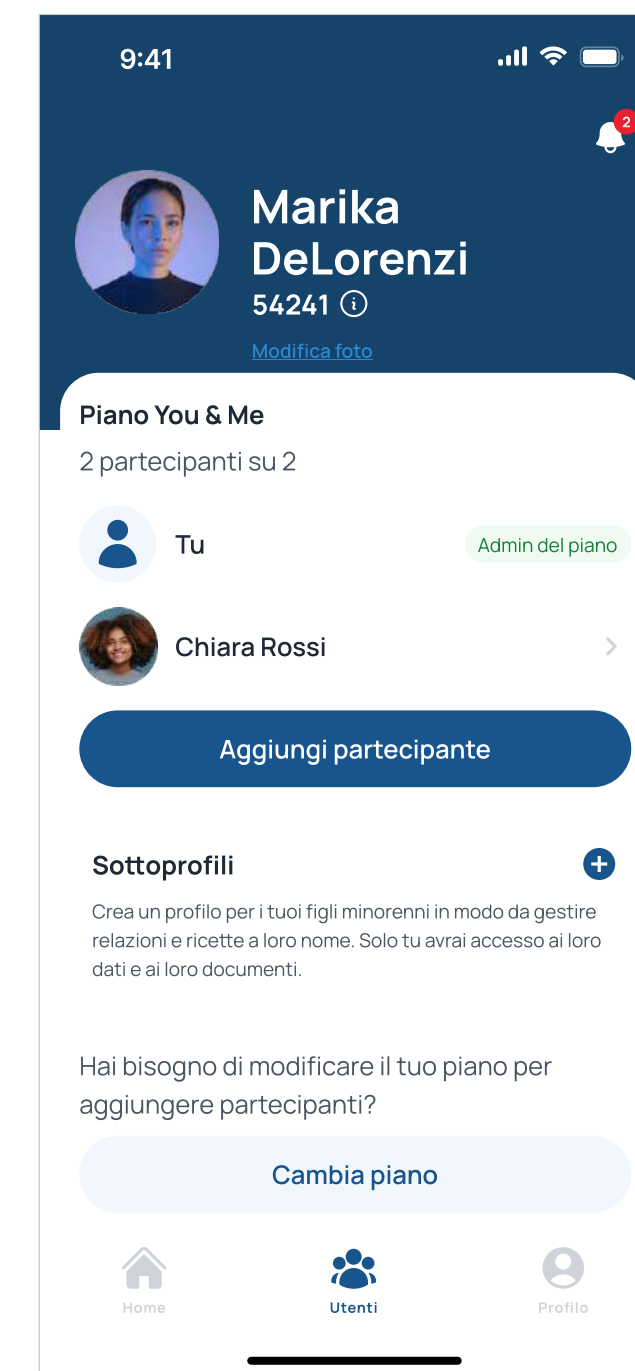 9:41
2
Marika
DeLorenzi
54241
Modifica foto
Piano You & Me
2 partecipanti su 2
Tu
Admin del piano
Chiara Rossi
Aggiungi partecipante
Sottoprofili
Crea un profilo per i tuoi figli minorenni in modo da gestire
relazioni e ricette a loro nome. Solo tu avrai accesso ai loro
dati e ai loro documenti.
Hai bisogno di modificare il tuo piano per
aggiungere partecipanti?
Cambia piano
Home
Utenti
Profilo